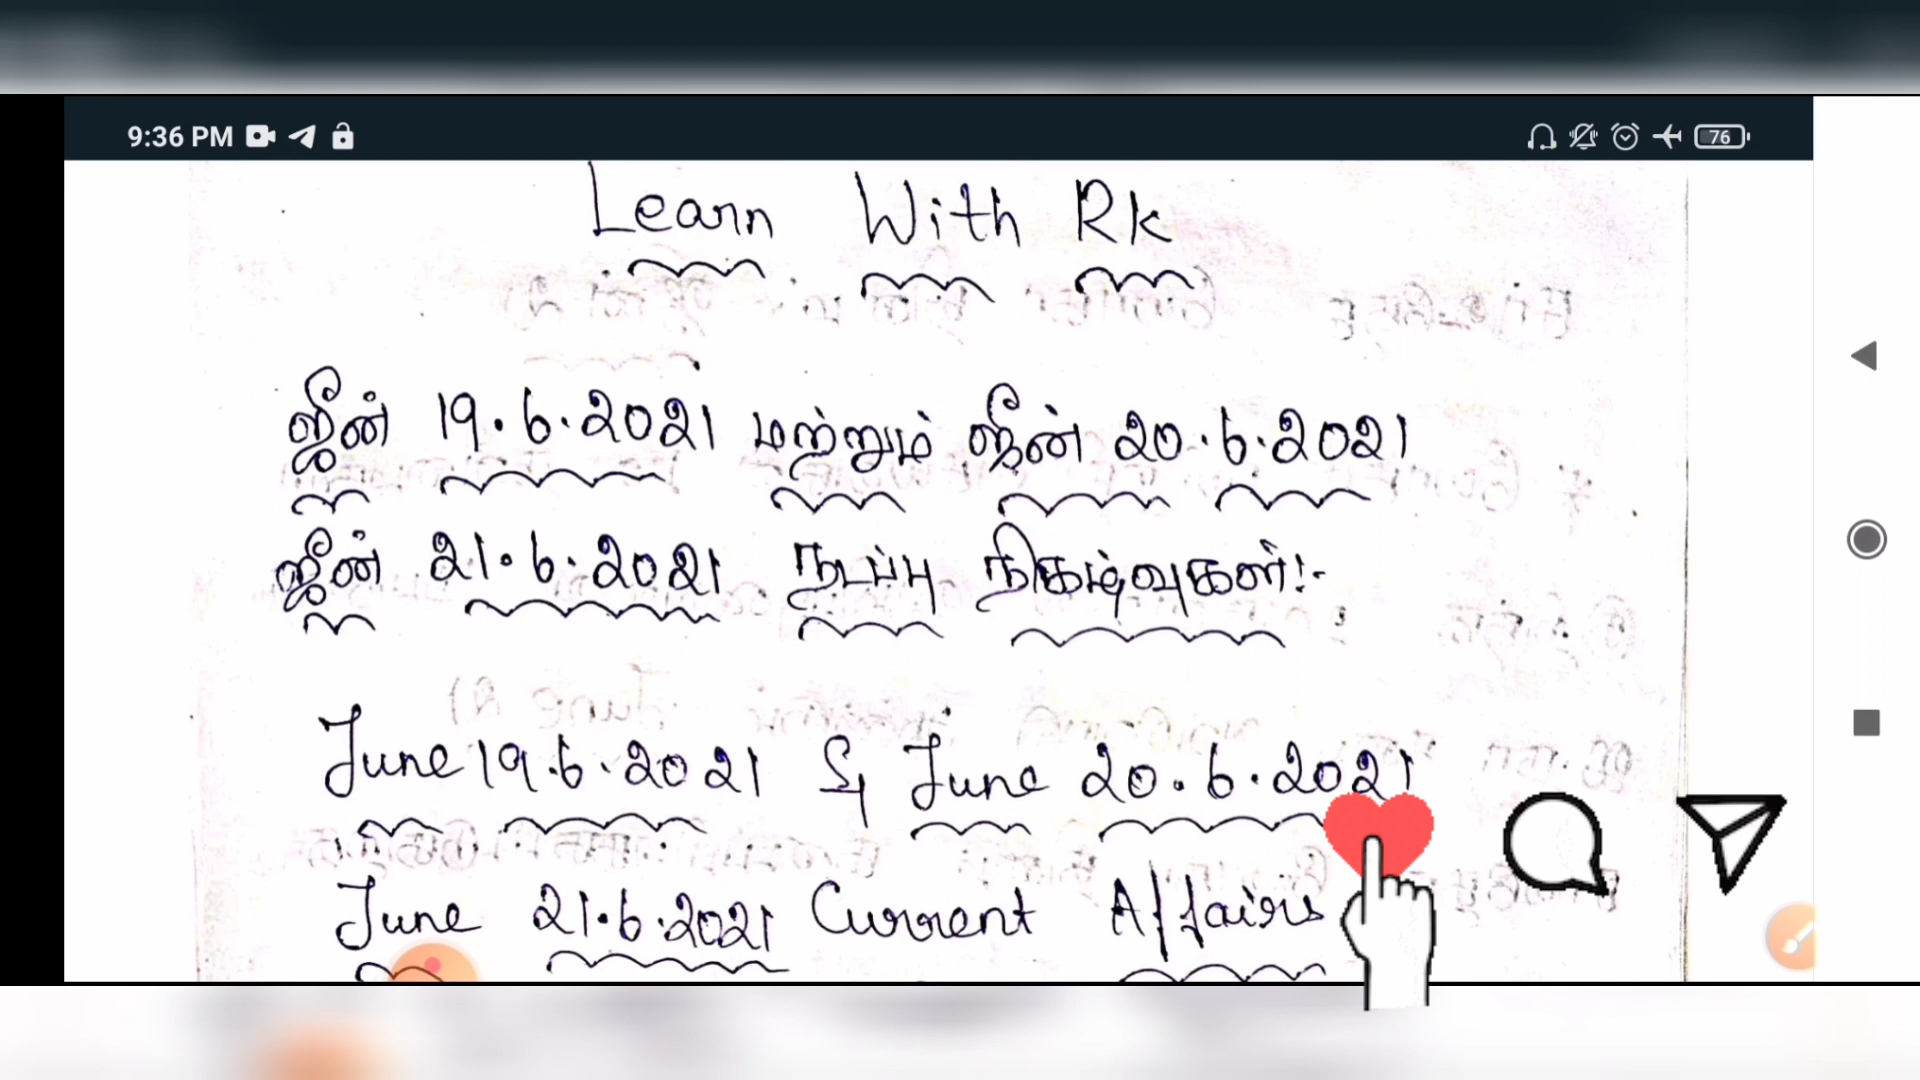 9:36 PM
76
Learn With Rk
ஜீன் 19.6.2021 மற்றும் ஜீன் 20.6.2021
ஜீன் 21.6.2021 நடப்பு நிகழ்வுகள்:-
June 19.6.2021 & June 20.6.2021
June 21.6.2021 Current Affairs